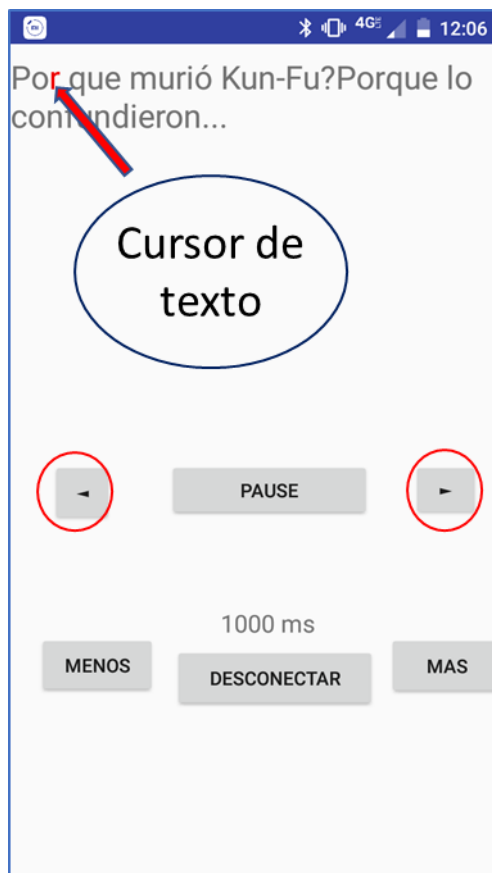 4G 12:06
Por que murió Kun-Fu?Porque lo
confundieron...
Cursor de
texto
◄ PAUSE ►
1000 ms
MENOS DESCONECTAR MAS